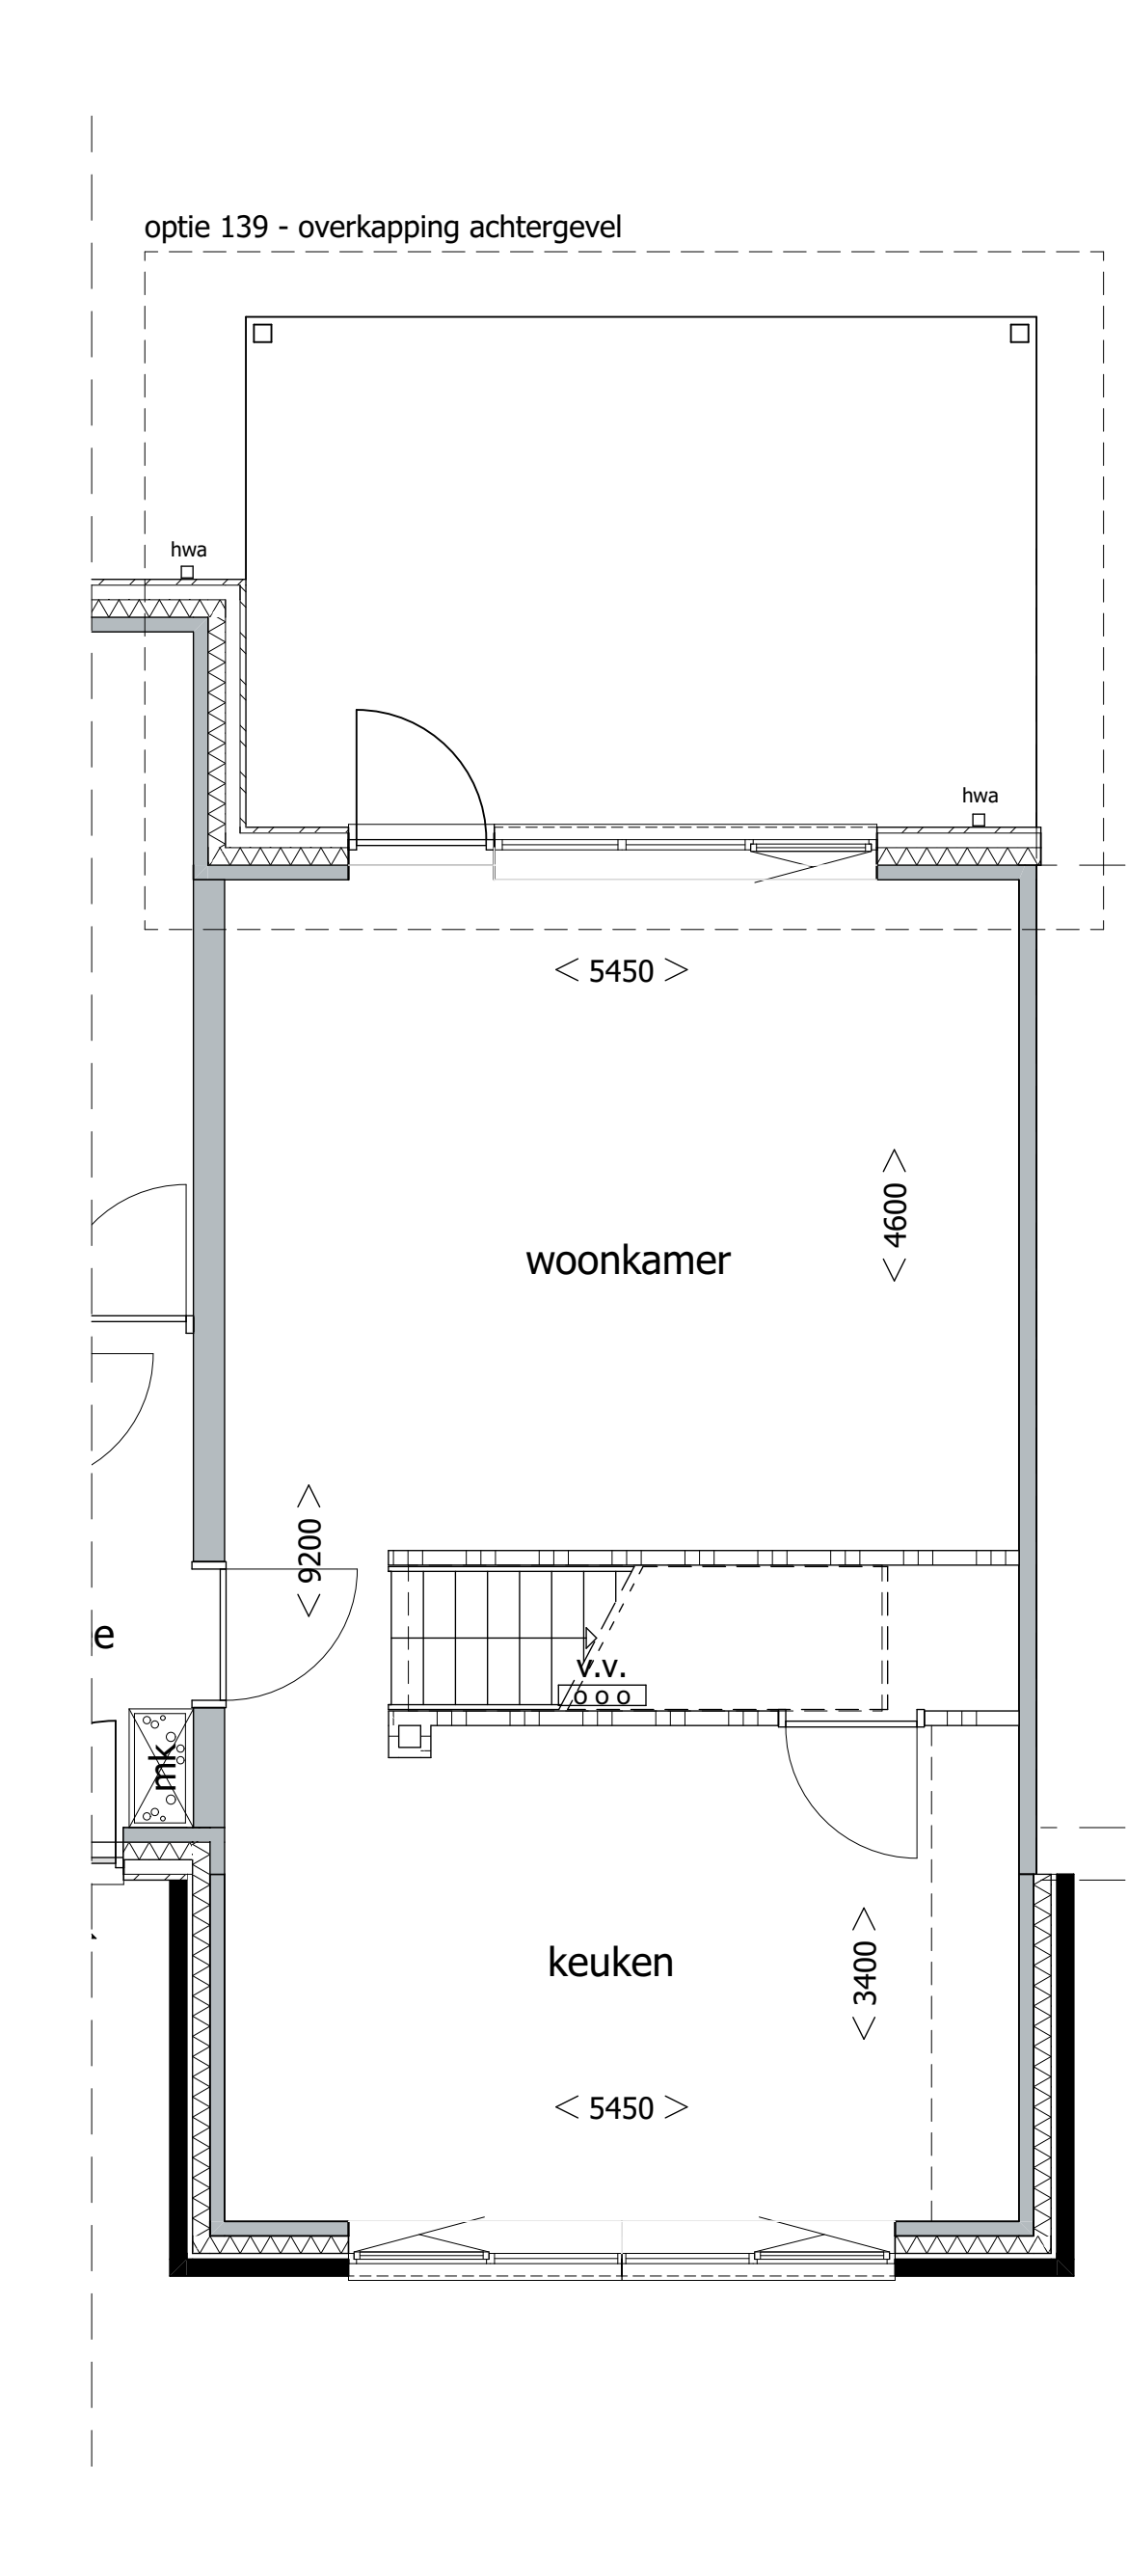 optie 139 - overkapping achtergevel
hwa
hwa
< 5450 >
< 4600 >
woonkamer
< 9200 >
e
v.v.
o o o
mk
keuken
< 3400 >
< 5450 >